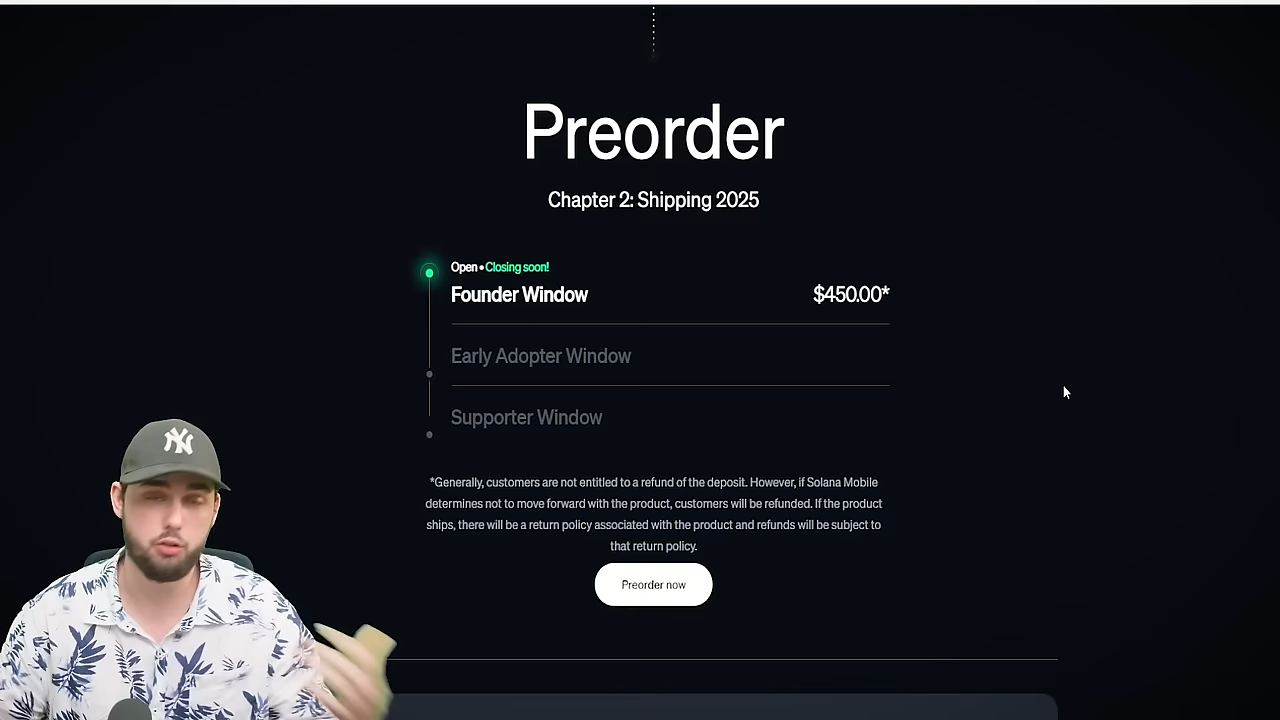 Preorder
Chapter 2: Shipping 2025
Open • Closing soon!
Founder Window $450.00*
Early Adopter Window
Supporter Window
*Generally, customers are not entitled to a refund of the deposit. However, if Solana Mobile
determines not to move forward with the product, customers will be refunded. If the product
ships, there will be a return policy associated with the product and refunds will be subject to
that return policy.
Preorder now
NY